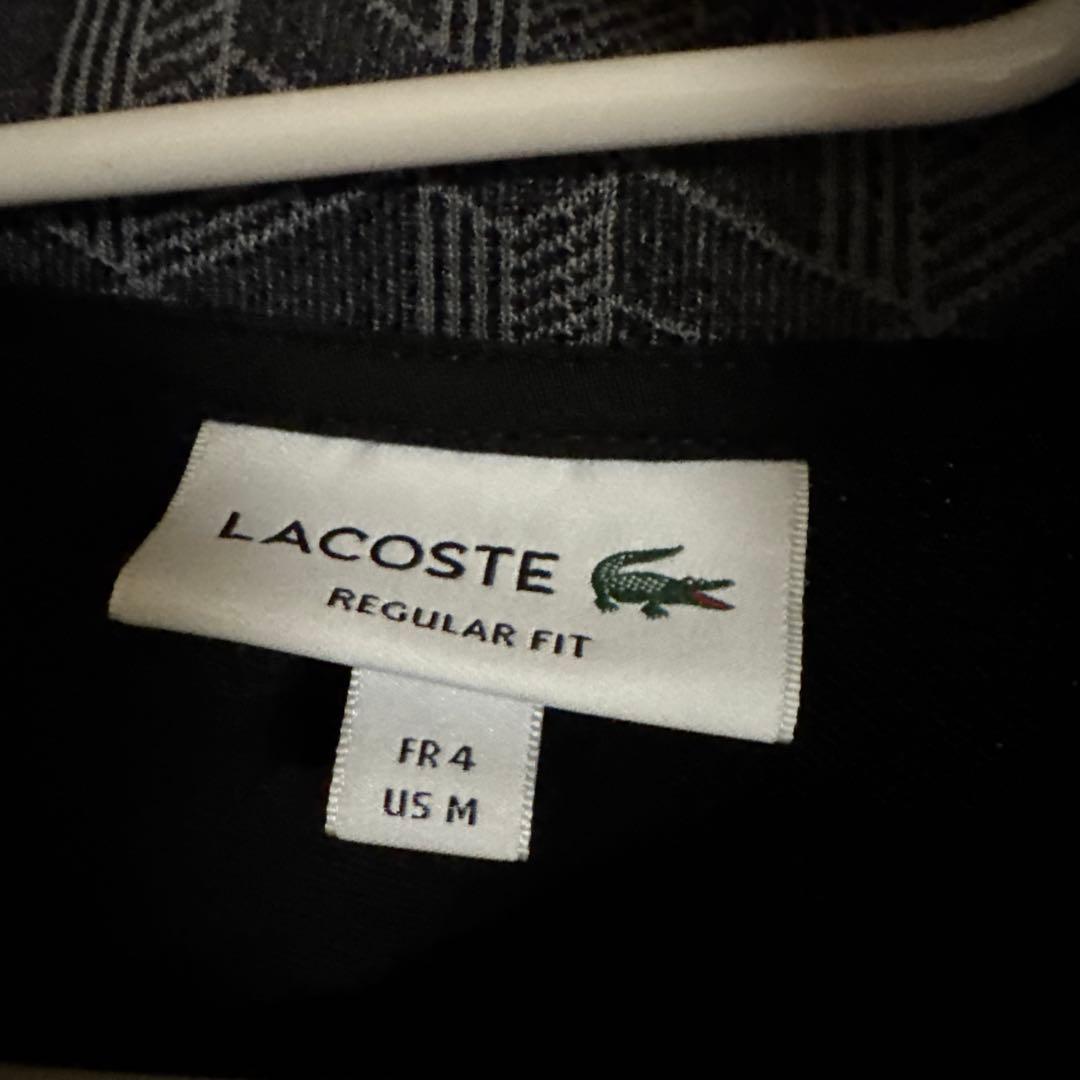 LACOSTE
REGULAR FIT
FR 4
US M